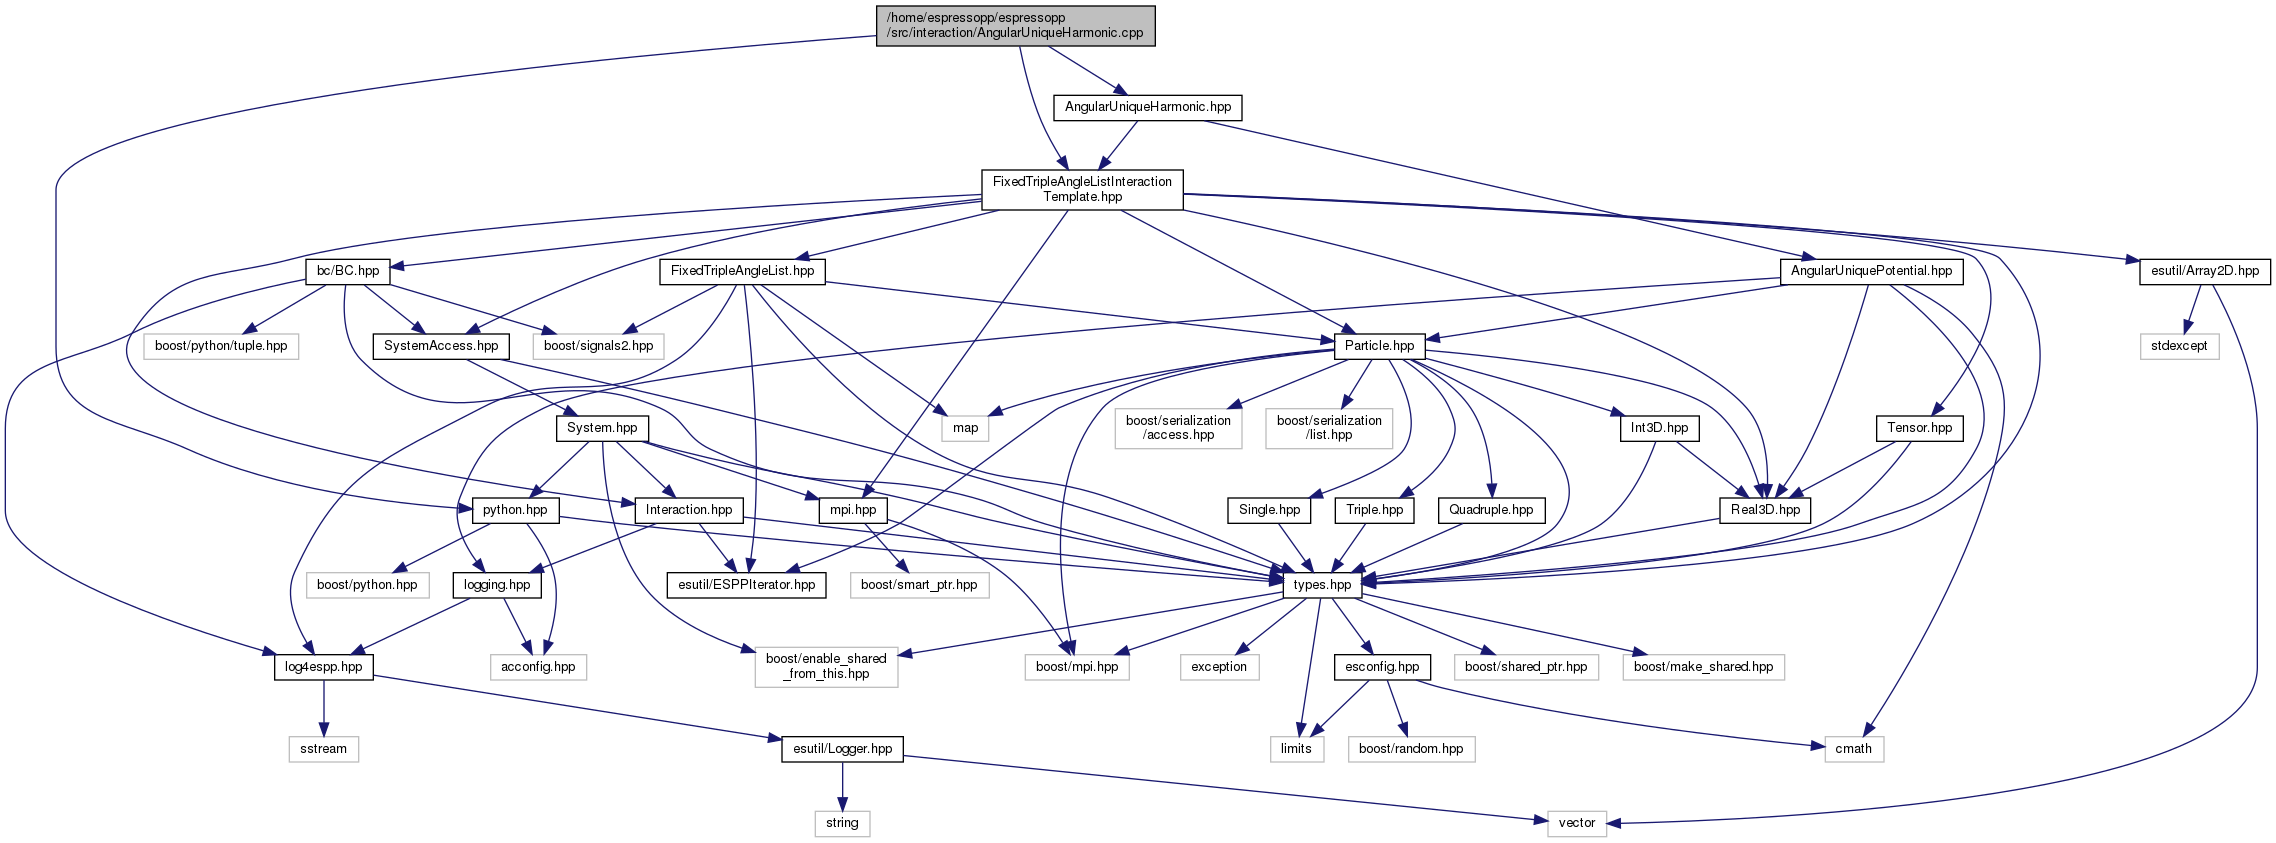 /home/espressopp/espressopp
/src/interaction/AngularUniqueHarmonic.cpp
AngularUniqueHarmonic.hpp
FixedTripleAngleListInteraction
Template.hpp
bc/BC.hpp
FixedTripleAngleList.hpp
AngularUniquePotential.hpp
esutil/Array2D.hpp
boost/python/tuple.hpp
SystemAccess.hpp
boost/signals2.hpp
Particle.hpp
stdexcept
System.hpp
map
boost/serialization
/access.hpp
boost/serialization
/list.hpp
Int3D.hpp
Tensor.hpp
python.hpp
Interaction.hpp
mpi.hpp
Single.hpp
Triple.hpp
Quadruple.hpp
Real3D.hpp
boost/python.hpp
logging.hpp
esutil/ESPPIterator.hpp
boost/smart_ptr.hpp
types.hpp
log4espp.hpp
acconfig.hpp
boost/enable_shared
_from_this.hpp
boost/mpi.hpp
exception
esconfig.hpp
boost/shared_ptr.hpp
boost/make_shared.hpp
sstream
esutil/Logger.hpp
limits
boost/random.hpp
cmath
string
vector